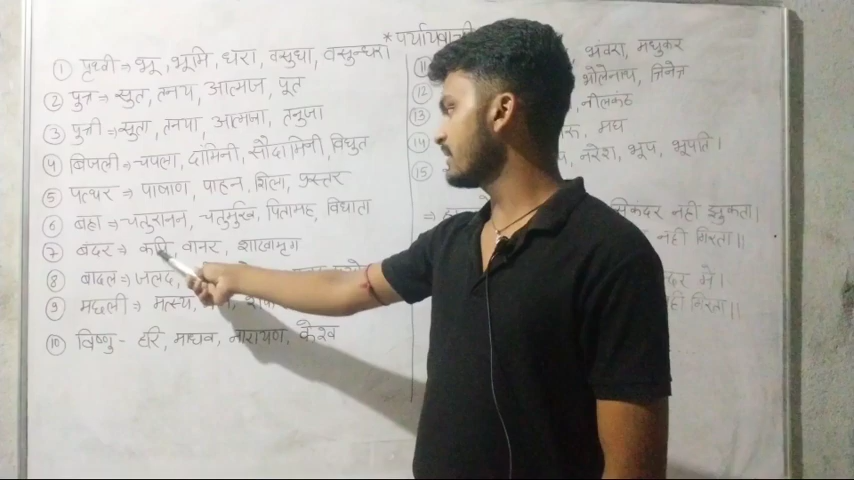 * पर्यायवाची
① पृथ्वी → भू, भूमि, धरा, वसुधा, वसुन्धरा
② पुत्र → सुत, तनय, आत्मज, पूत
③ पुत्री → सुता, तनया, आत्मजा, तनुजा
④ बिजली → चपला, दामिनी, सौदामिनी, विधुत
⑤ पत्थर → पाषाण, पाहन, शिला, प्रस्तर
⑥ ब्रह्मा → चतुरानन, चतुर्मुख, पितामह, विधाता
⑦ बंदर → कपि, वानर, शाखामृग
⑧ बादल → जलद,
⑨ मछली → मत्स्य,
⑩ विष्णु - हरि, माधव, नारायण, केशव
⑪ भंवरा, मधुकर
⑫ भोलेनाथ, त्रिनेत्र
⑬ नीलकंठ
⑭ मघ
⑮ नरेश, भूप, भूपति।
⇒ सिकंदर नहीं झुकता।
नहीं गिरता॥
में।
नहीं गिरता॥